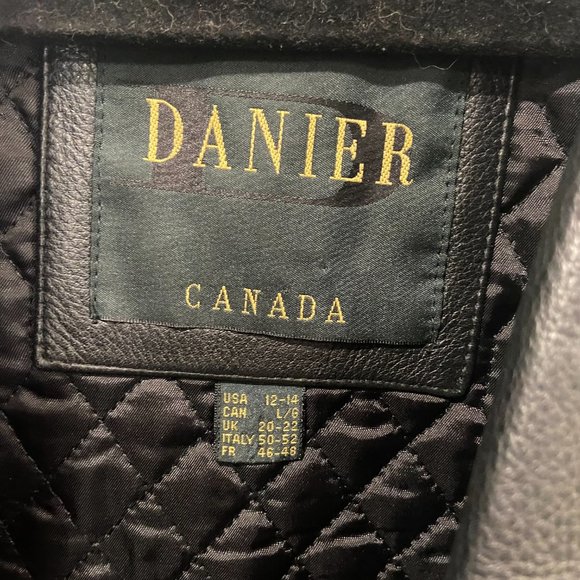 DANIER
CANADA
USA 12-14
CAN L/G
UK 20-22
ITALY 50-52
FR 46-48